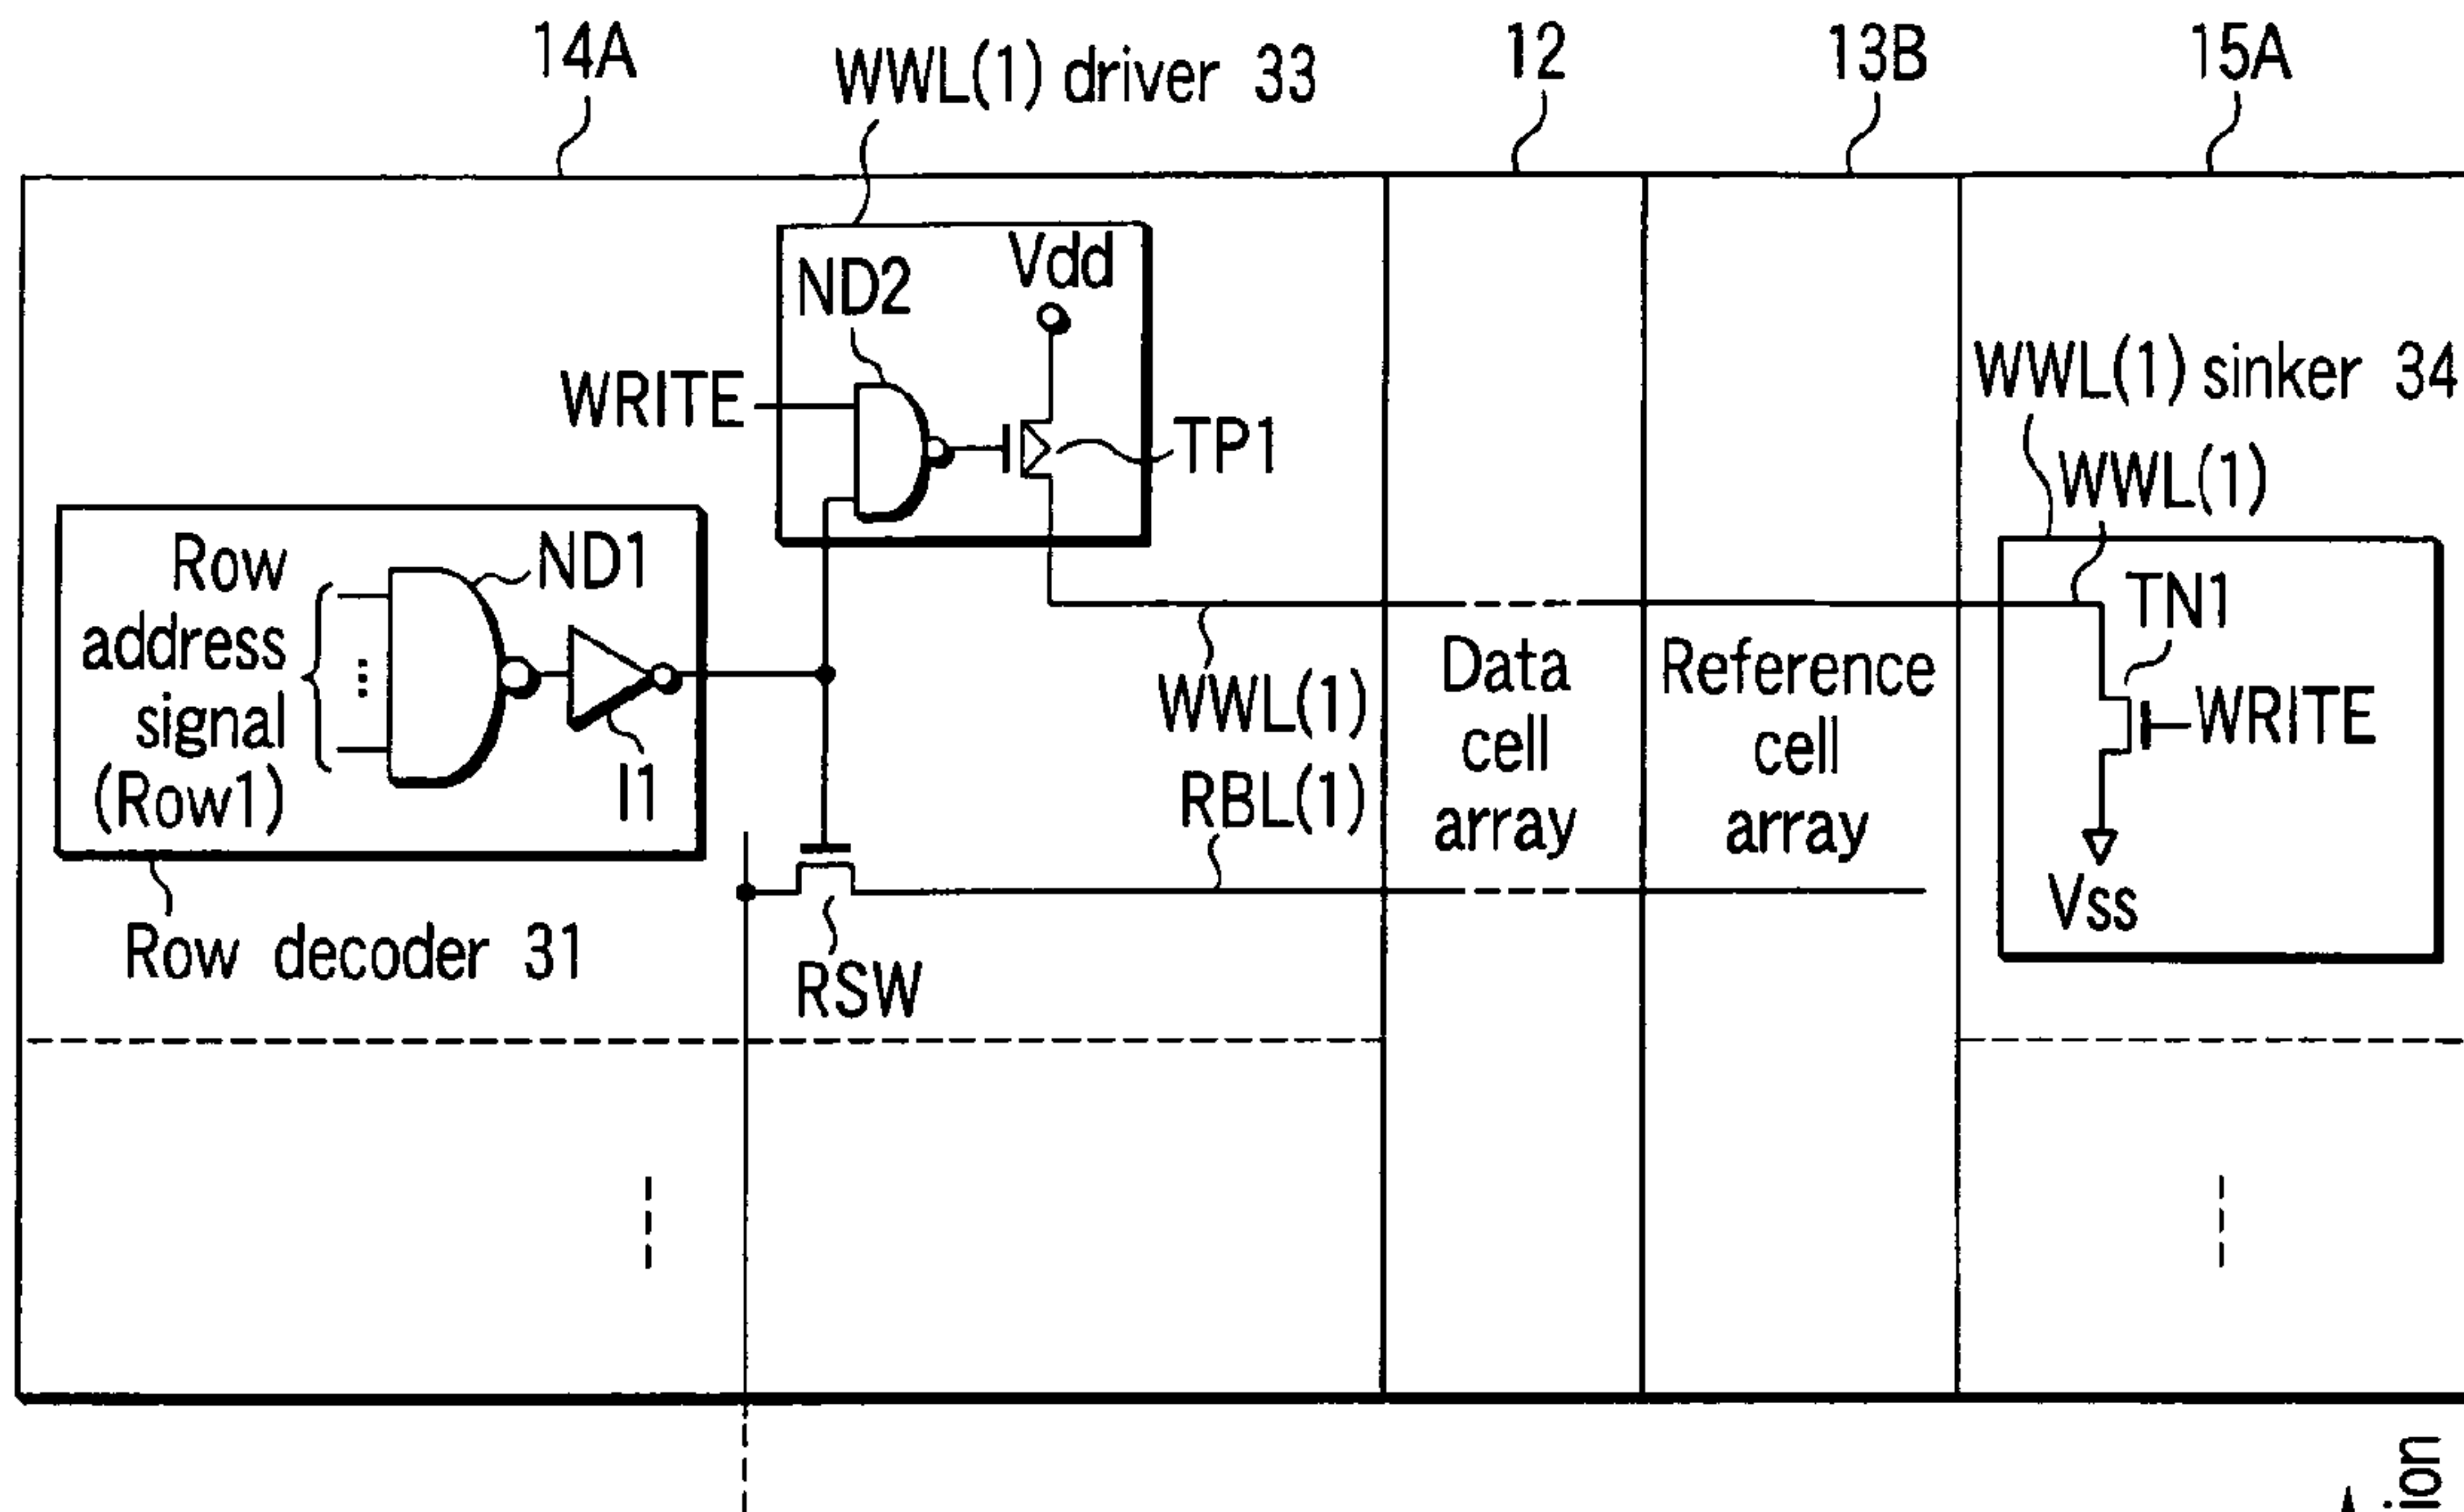 14A
WWL(1) driver 33
12
13B
15A
ND2
Vdd
WRITE
TP1
WWL(1) sinker 34
WWL(1)
Row
address
signal
(Row1)
ND1
I1
TN1
WRITE
Vss
WWL(1)
RBL(1)
Data
cell
array
Reference
cell
array
Row decoder 31
RSW
ion